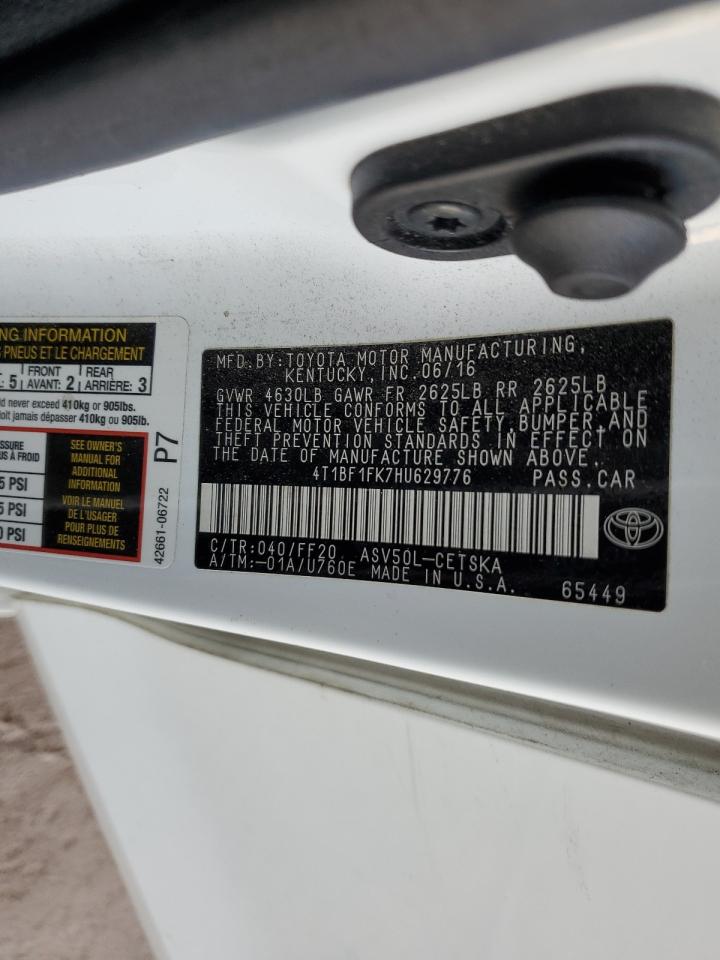 NG INFORMATION
PNEUS ET LE CHARGEMENT
5 FRONT AVANT: 2 REAR ARRIÈRE: 3
never exceed 410kg or 905lbs.
doit jamais dépasser 410kg or 905lb.
SEE OWNER'S
MANUAL FOR
ADDITIONAL
INFORMATION
VOIR LE MANUEL
DE L'USAGER
POUR PLUS DE
RENSEIGNEMENTS
À FROID
PSI
5 PSI
0 PSI
P7
42661-06722
MFD.BY:TOYOTA MOTOR MANUFACTURING,
KENTUCKY,INC.06/16
GVWR 4630LB GAWR FR 2625LB RR 2625LB
THIS VEHICLE CONFORMS TO ALL APPLICABLE
FEDERAL MOTOR VEHICLE SAFETY,BUMPER,AND
THEFT PREVENTION STANDARDS IN EFFECT ON
THE DATE OF MANUFACTURE SHOWN ABOVE.
4T1BF1FK7HU629776 PASS.CAR
C/TR:040/FF20 ASV50L-CETSKA
A/TM:-01A/U760E MADE IN U.S.A. 65449